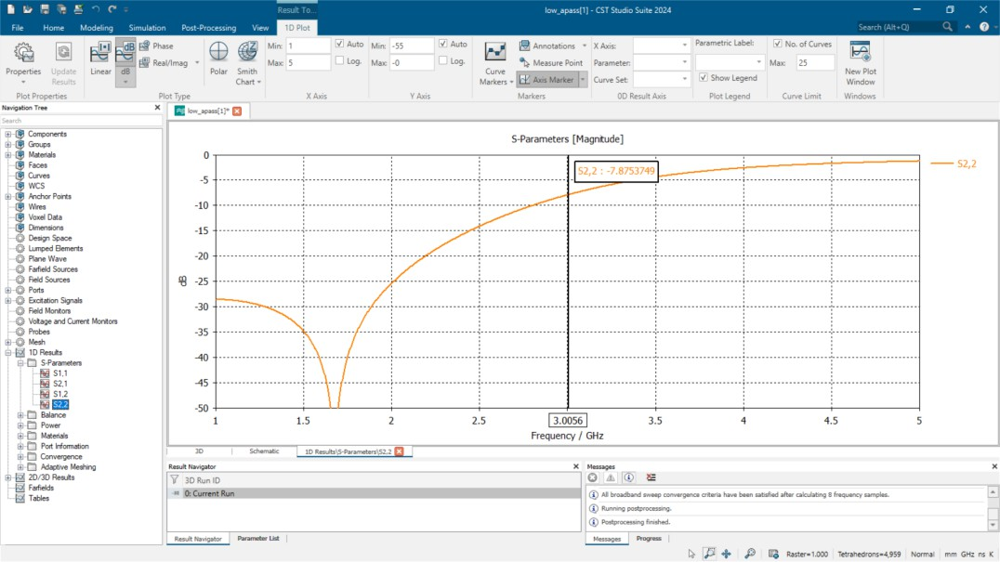 Result To...
low_apass[1] - CST Studio Suite 2024
File Home Modeling Simulation Post-Processing View 1D Plot
Search (Alt+Q)
Properties
Update Results
Plot Properties
Linear
dB
Phase
Real/Imag
Polar
Smith Chart
Plot Type
Min: 1
Max: 5
Auto
Log.
X Axis
Min: -55
Max: -0
Auto
Log.
Y Axis
Curve Markers
Annotations
Measure Point
Axis Marker
Markers
X Axis:
Parameter:
Curve Set:
0D Result Axis
Parametric Label:
Show Legend
Plot Legend
No. of Curves
Max: 25
Curve Limit
New Plot Window
Windows
Navigation Tree
Search
Components
Groups
Materials
Faces
Curves
WCS
Anchor Points
Wires
Voxel Data
Dimensions
Design Space
Lumped Elements
Plane Wave
Farfield Sources
Field Sources
Ports
Excitation Signals
Field Monitors
Voltage and Current Monitors
Probes
Mesh
1D Results
S-Parameters
S1,1
S2,1
S1,2
S2,2
Balance
Power
Materials
Port Information
Convergence
Adaptive Meshing
2D/3D Results
Farfields
Tables
low_apass[1]*
S-Parameters [Magnitude]
0
-5
-10
-15
-20
-25
-30
-35
-40
-45
-50
dB
S2,2 : -7.8753749
S2,2
1 1.5 2 2.5 3.0056 3.5 4 4.5 5
Frequency / GHz
3D Schematic 1D Results\S-Parameters\S2,2
Result Navigator
3D Run ID
0: Current Run
Result Navigator Parameter List
Messages
All broadband sweep convergence criteria have been satisfied after calculating 8 frequency samples.
Running postprocessing.
Postprocessing finished.
Messages Progress
Raster=1.000 Tetrahedrons=4,959 Normal mm GHz ns K